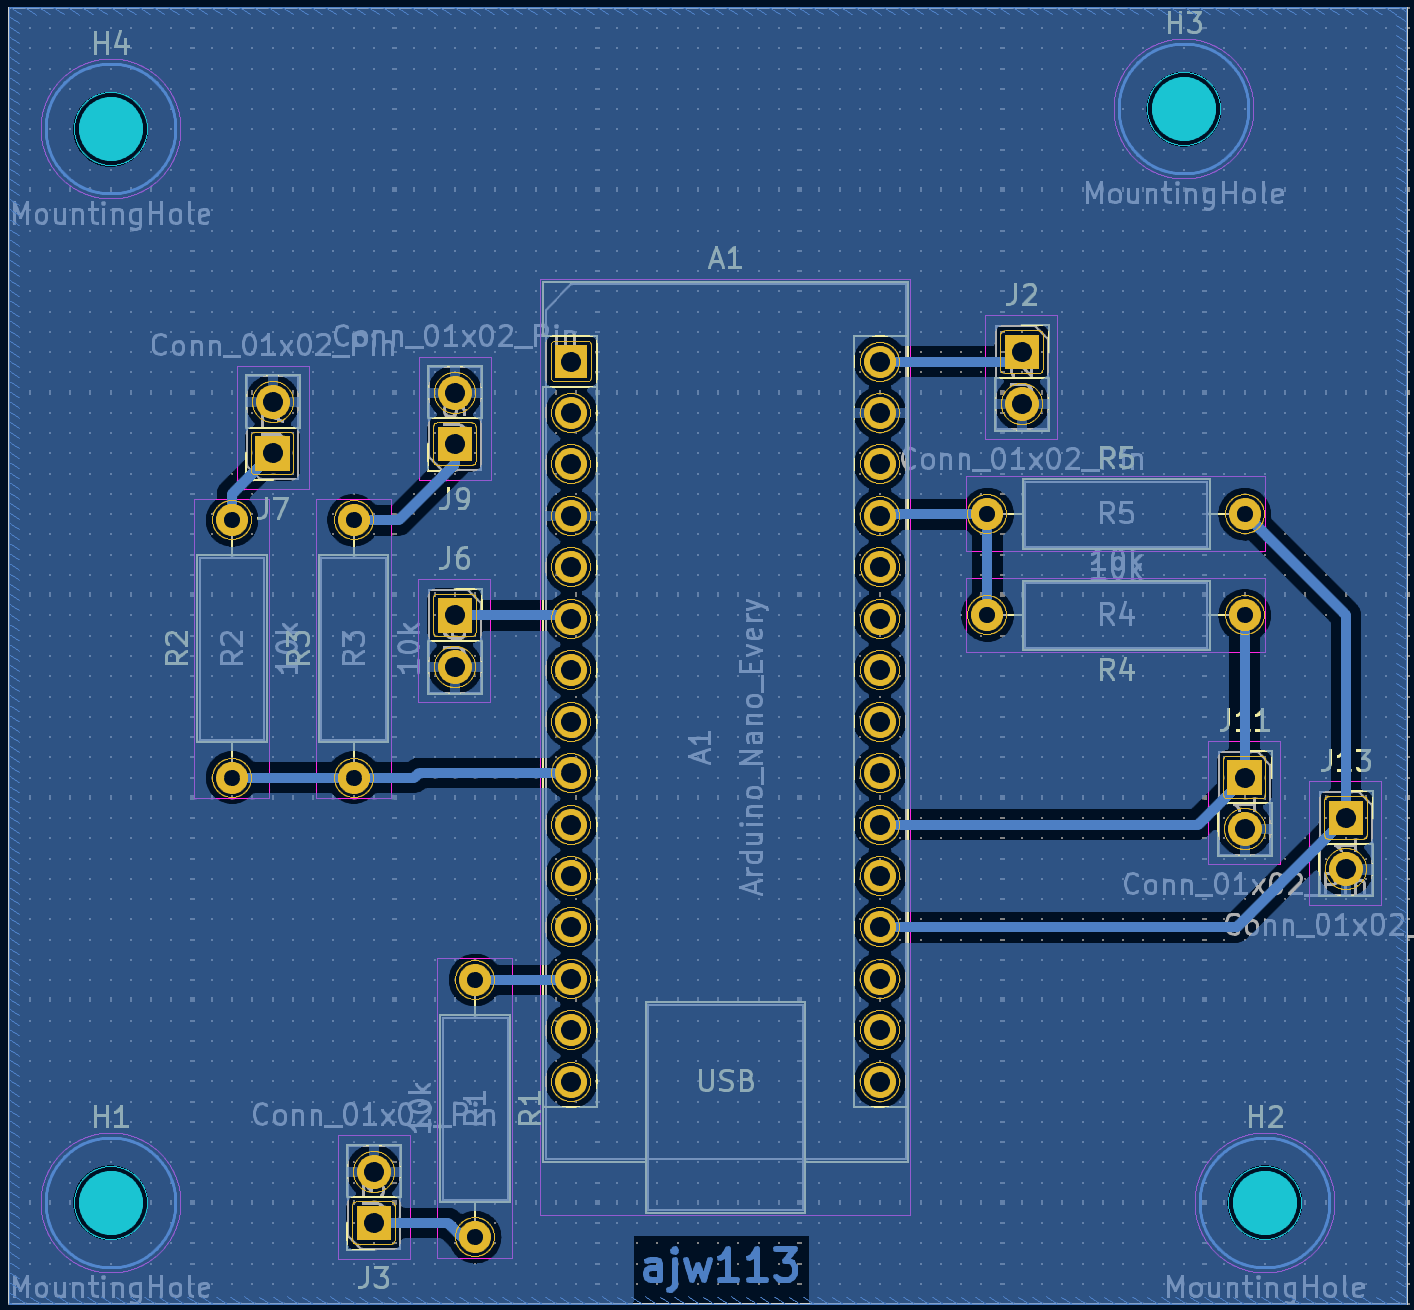 H4
H3
MountingHole
MountingHole
A1
J2
Conn_01x02_Pin
Conn_01x02_Pin
J7
J9
Conn_01x02_Pin
R5
R5
10k
10k
J6
R4
R4
R2
R2
10k
R3
R3
10k
A1
Arduino_Nano_Every
J11
J13
Conn_01x02_Pin
Conn_01x02_
USB
H1
Conn_01x02_Pin
10k
R1
R1
H2
MountingHole
J3
ajw113
MountingHole